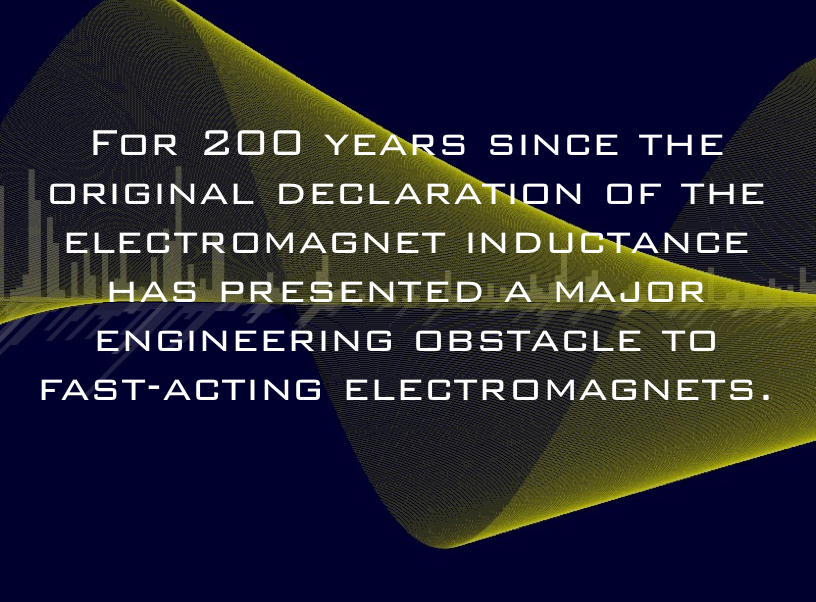 For 200 years since the
original declaration of the
electromagnet inductance
has presented a major
engineering obstacle to
fast-acting electromagnets.